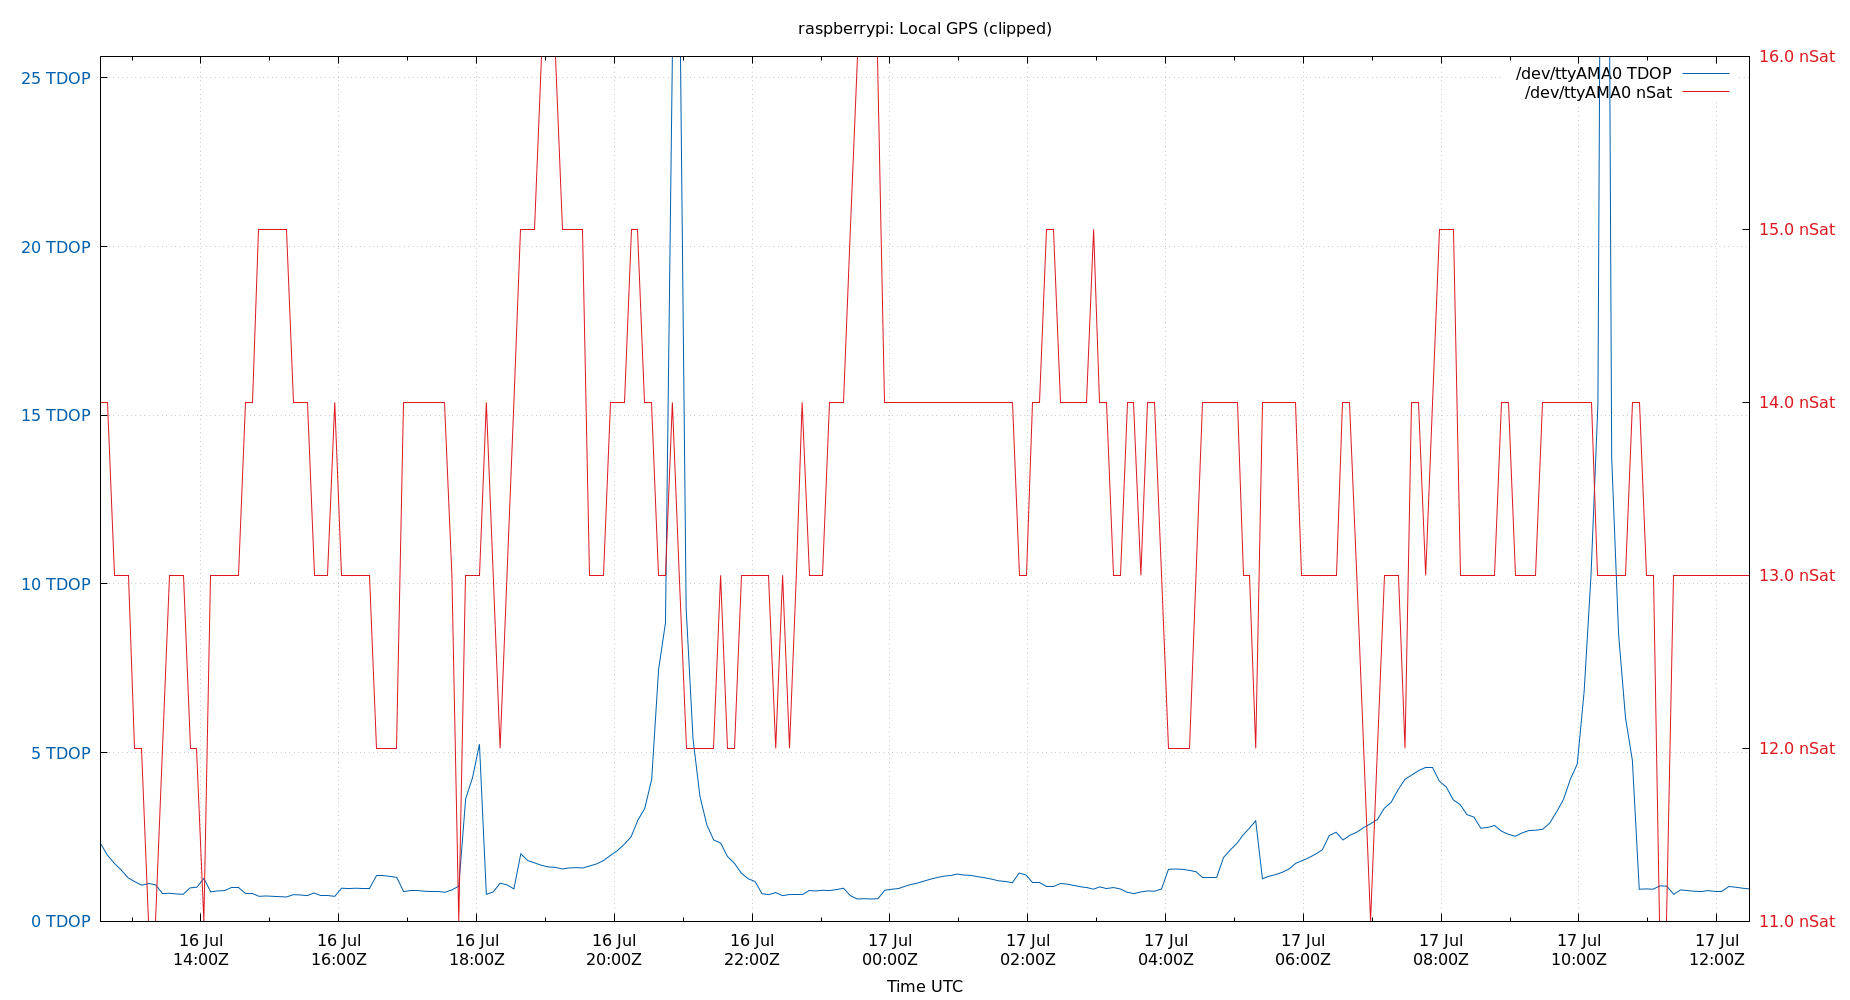 raspberrypi: Local GPS (clipped)
25 TDOP
20 TDOP
15 TDOP
10 TDOP
5 TDOP
0 TDOP
16.0 nSat
15.0 nSat
14.0 nSat
13.0 nSat
12.0 nSat
11.0 nSat
/dev/ttyAMA0 TDOP
/dev/ttyAMA0 nSat
16 Jul 16 Jul 16 Jul 16 Jul 16 Jul 17 Jul 17 Jul 17 Jul 17 Jul 17 Jul 17 Jul 17 Jul
14:00Z 16:00Z 18:00Z 20:00Z 22:00Z 00:00Z 02:00Z 04:00Z 06:00Z 08:00Z 10:00Z 12:00Z
Time UTC